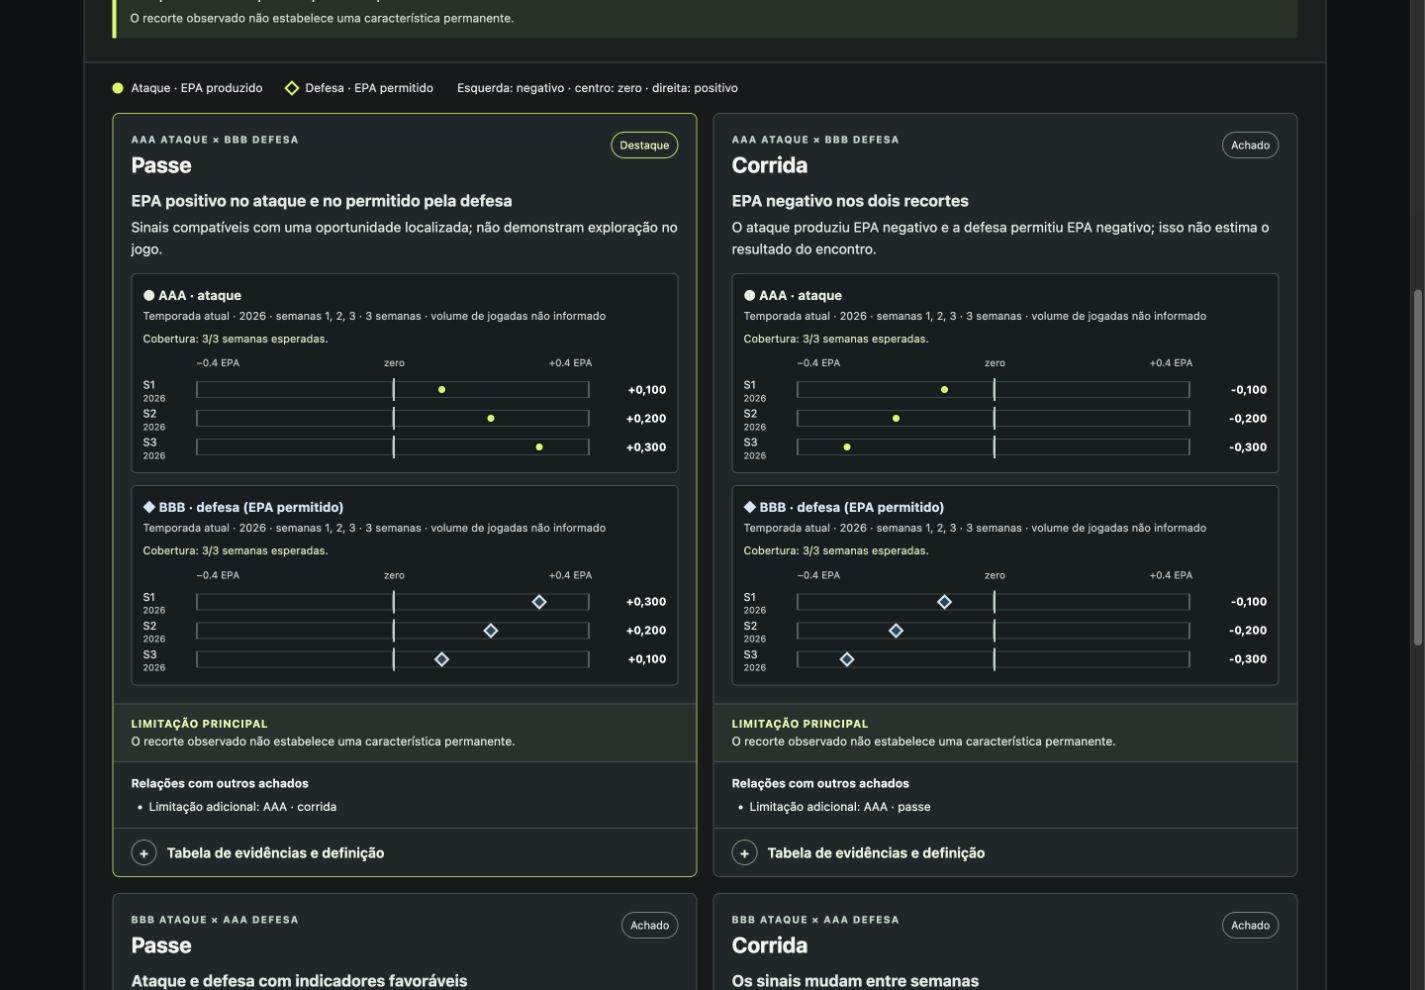 O recorte observado não estabelece uma característica permanente.
Ataque · EPA produzido
Defesa · EPA permitido
Esquerda: negativo · centro: zero · direita: positivo
AAA ATAQUE × BBB DEFESA
Destaque
Passe
EPA positivo no ataque e no permitido pela defesa
Sinais compatíveis com uma oportunidade localizada; não demonstram exploração no
jogo.
AAA · ataque
Temporada atual · 2026 · semanas 1, 2, 3 · 3 semanas · volume de jogadas não informado
Cobertura: 3/3 semanas esperadas.
−0.4 EPA zero +0.4 EPA
S1
2026
+0,100
S2
2026
+0,200
S3
2026
+0,300
BBB · defesa (EPA permitido)
Temporada atual · 2026 · semanas 1, 2, 3 · 3 semanas · volume de jogadas não informado
Cobertura: 3/3 semanas esperadas.
−0.4 EPA zero +0.4 EPA
S1
2026
+0,300
S2
2026
+0,200
S3
2026
+0,100
LIMITAÇÃO PRINCIPAL
O recorte observado não estabelece uma característica permanente.
Relações com outros achados
• Limitação adicional: AAA · corrida
+ Tabela de evidências e definição
AAA ATAQUE × BBB DEFESA
Achado
Corrida
EPA negativo nos dois recortes
O ataque produziu EPA negativo e a defesa permitiu EPA negativo; isso não estima o
resultado do encontro.
AAA · ataque
Temporada atual · 2026 · semanas 1, 2, 3 · 3 semanas · volume de jogadas não informado
Cobertura: 3/3 semanas esperadas.
−0.4 EPA zero +0.4 EPA
S1
2026
-0,100
S2
2026
-0,200
S3
2026
-0,300
BBB · defesa (EPA permitido)
Temporada atual · 2026 · semanas 1, 2, 3 · 3 semanas · volume de jogadas não informado
Cobertura: 3/3 semanas esperadas.
−0.4 EPA zero +0.4 EPA
S1
2026
-0,100
S2
2026
-0,200
S3
2026
-0,300
LIMITAÇÃO PRINCIPAL
O recorte observado não estabelece uma característica permanente.
Relações com outros achados
• Limitação adicional: AAA · passe
+ Tabela de evidências e definição
BBB ATAQUE × AAA DEFESA
Achado
Passe
Ataque e defesa com indicadores favoráveis
BBB ATAQUE × AAA DEFESA
Achado
Corrida
Os sinais mudam entre semanas